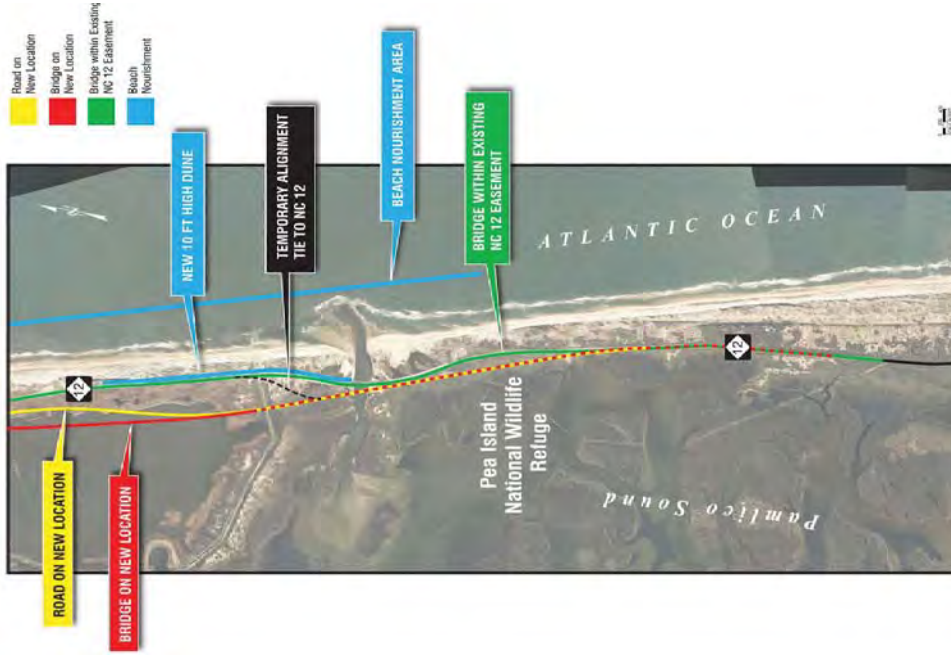 Road on
New Location
Bridge on
New Location
Bridge within Existing
NC 12 Easement
Beach
Nourishment
NEW 10 FT HIGH DUNE
TEMPORARY ALIGNMENT
TIE TO NC 12
BEACH NOURISHMENT AREA
BRIDGE WITHIN EXISTING
NC 12 EASEMENT
ATLANTIC OCEAN
12
12
ROAD ON NEW LOCATION
BRIDGE ON NEW LOCATION
Pea Island
National Wildlife
Refuge
Pamlico Sound